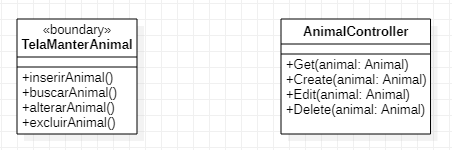 «boundary»
TelaManterAnimal
+inserirAnimal()
+buscarAnimal()
+alterarAnimal()
+excluirAnimal()
AnimalController
+Get(animal: Animal)
+Create(animal: Animal)
+Edit(animal: Animal)
+Delete(animal: Animal)